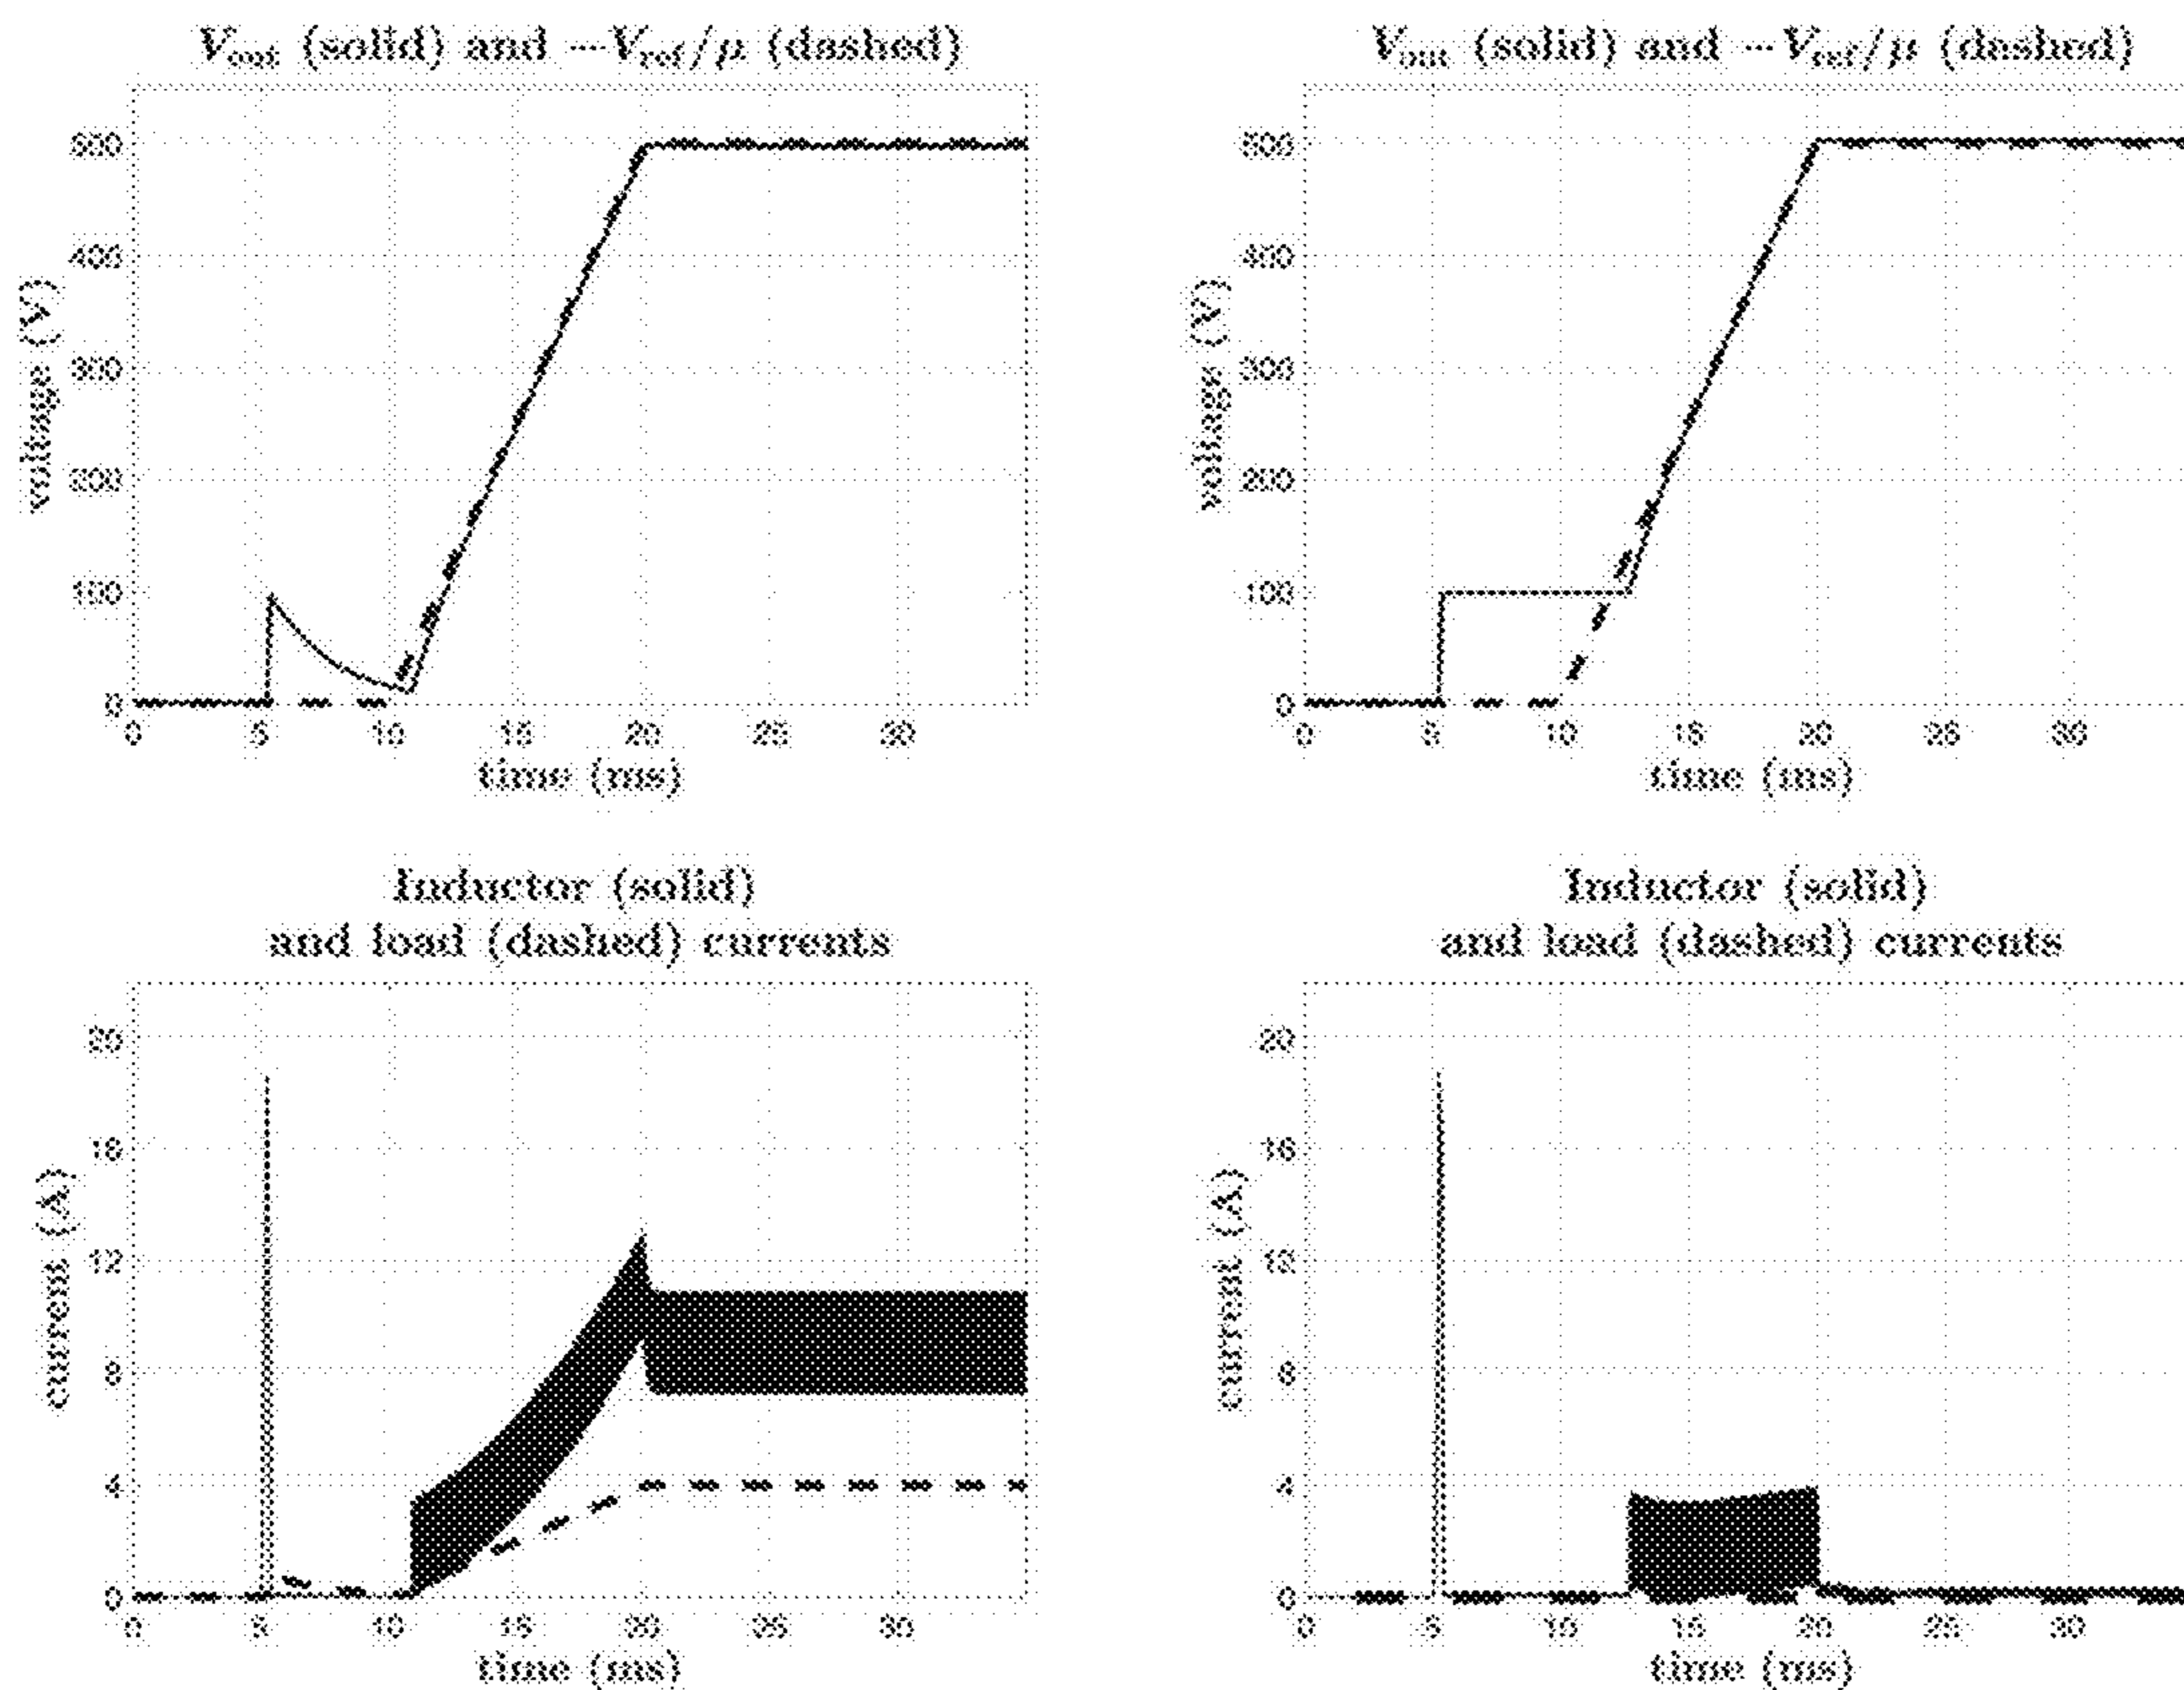 V_out (solid) and −V_ref/μ (dashed)
voltage (V)
500
400
300
200
100
0
0 5 10 15 20 25 30
time (ms)
V_out (solid) and −V_ref/μ (dashed)
voltage (V)
500
400
300
200
100
0
0 5 10 15 20 25 30
time (ms)
Inductor (solid)
and load (dashed) currents
current (A)
20
16
12
8
4
0
0 5 10 15 20 25 30
time (ms)
Inductor (solid)
and load (dashed) currents
current (A)
20
16
12
8
4
0
0 5 10 15 20 25 30
time (ms)